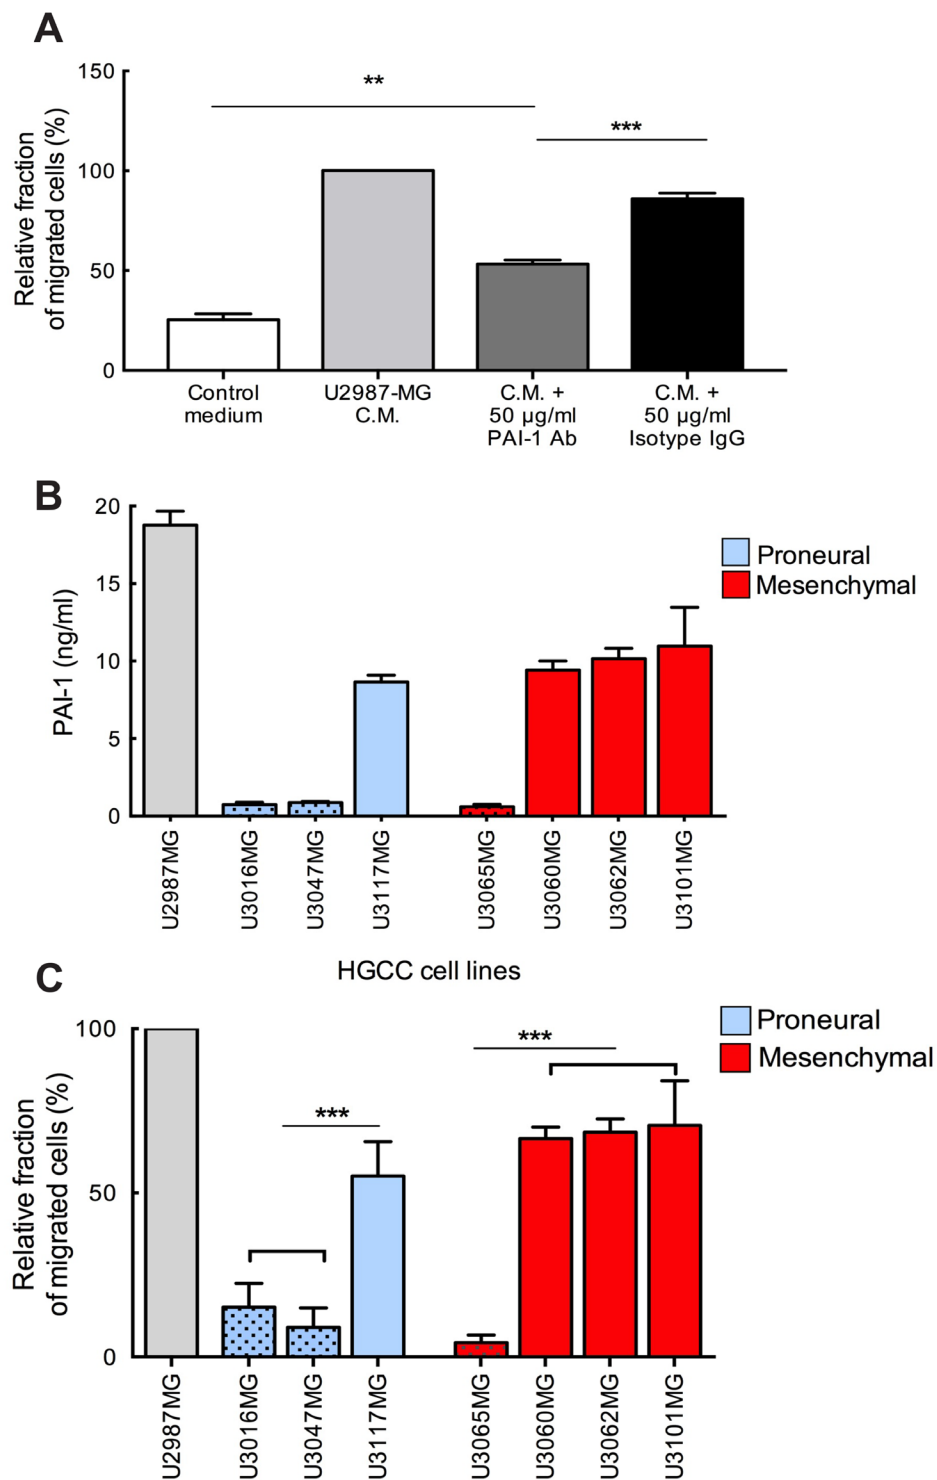 A
Relative fraction
of migrated cells (%)
150
100
50
0
**
***
Control
medium
U2987-MG
C.M.
C.M. +
50 µg/ml
PAI-1 Ab
C.M. +
50 µg/ml
Isotype IgG
B
PAI-1 (ng/ml)
20
15
10
5
0
Proneural
Mesenchymal
U2987MG
U3016MG
U3047MG
U3117MG
U3065MG
U3060MG
U3062MG
U3101MG
HGCC cell lines
C
Relative fraction
of migrated cells (%)
100
50
0
***
***
Proneural
Mesenchymal
U2987MG
U3016MG
U3047MG
U3117MG
U3065MG
U3060MG
U3062MG
U3101MG